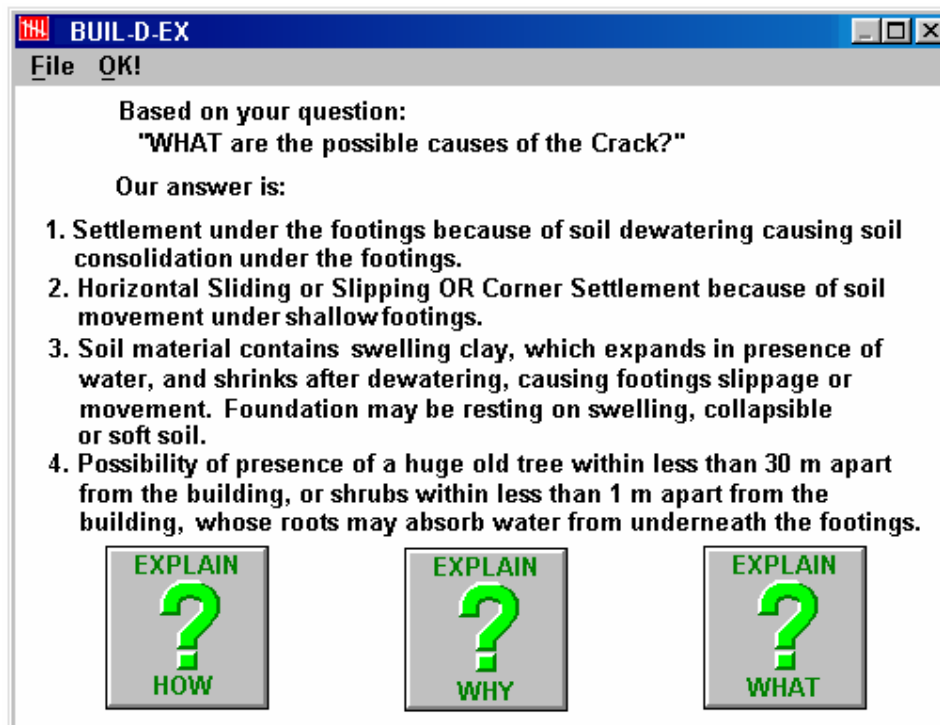 BUIL-D-EX
File OK!
Based on your question:
"WHAT are the possible causes of the Crack?"
Our answer is:
1. Settlement under the footings because of soil dewatering causing soil
consolidation under the footings.
2. Horizontal Sliding or Slipping OR Corner Settlement because of soil
movement under shallow footings.
3. Soil material contains swelling clay, which expands in presence of
water, and shrinks after dewatering, causing footings slippage or
movement. Foundation may be resting on swelling, collapsible
or soft soil.
4. Possibility of presence of a huge old tree within less than 30 m apart
from the building, or shrubs within less than 1 m apart from the
building, whose roots may absorb water from underneath the footings.
EXPLAIN
?
HOW
EXPLAIN
?
WHY
EXPLAIN
?
WHAT